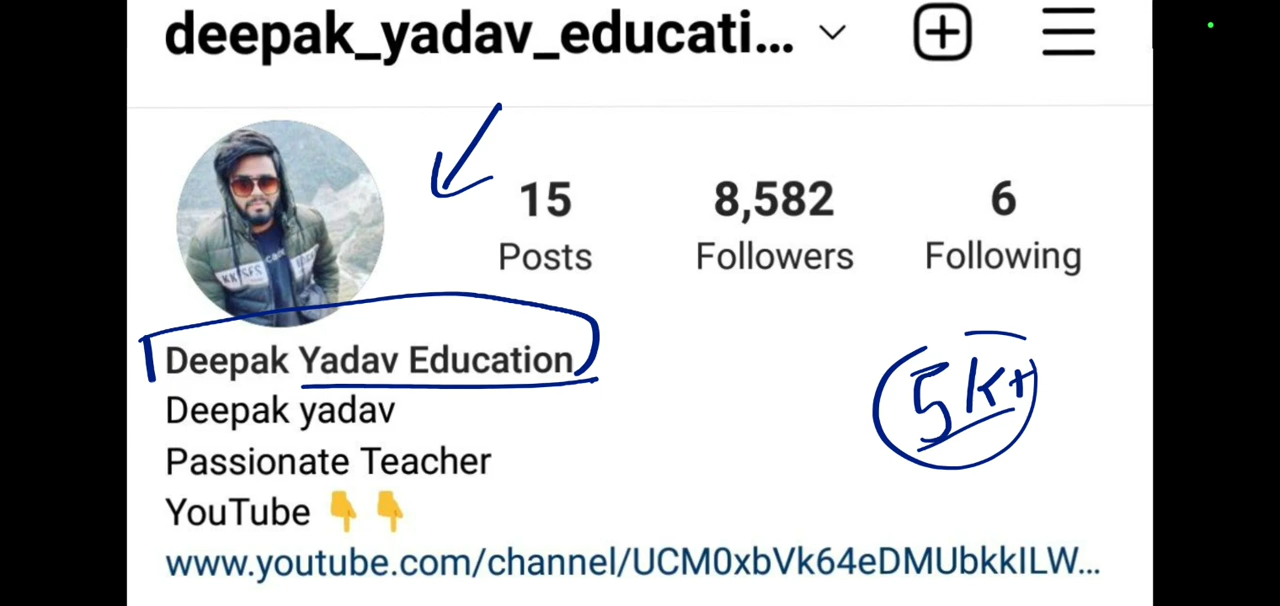 deepak_yadav_educati...
15 8,582 6
Posts Followers Following
Deepak Yadav Education
5K+
Deepak yadav
Passionate Teacher
YouTube 👇 👇
www.youtube.com/channel/UCM0xbVk64eDMUbkkILW...